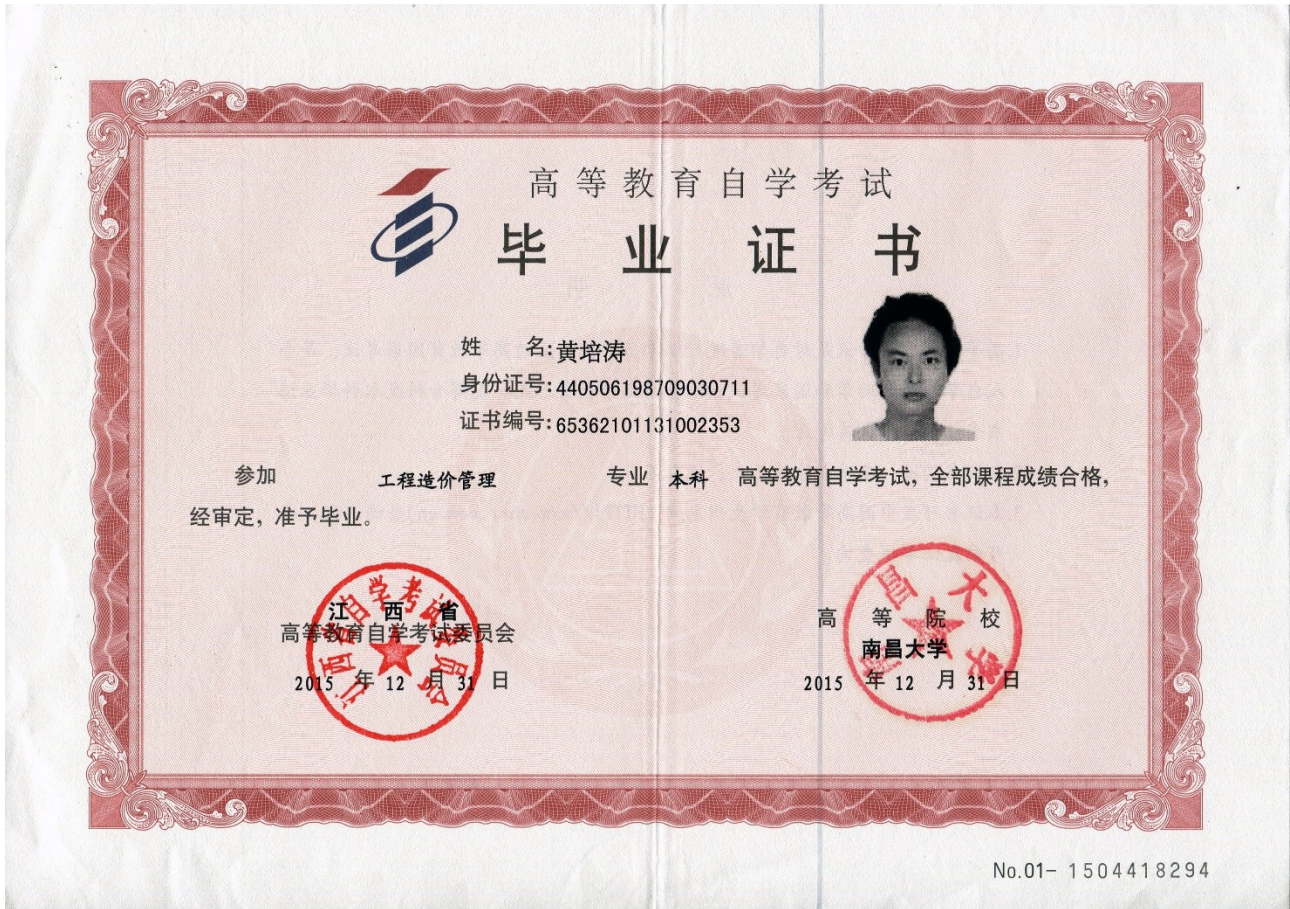 高等教育自学考试
毕业证书
姓 名:黄培涛
身份证号:440506198709030711
证书编号:65362101131002353
参加 工程造价管理 专业 本科 高等教育自学考试,全部课程成绩合格,
经审定,准予毕业。
江西省
高等教育自学考试委员会
2015 年 12 月 31 日
高等院校
南昌大学
2015 年 12 月 31 日
No.01- 1504418294